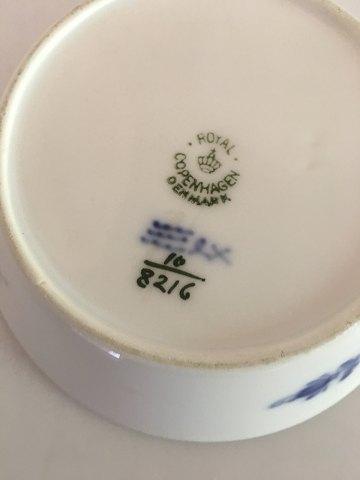 ROYAL
COPENHAGEN
DENMARK
10
8216